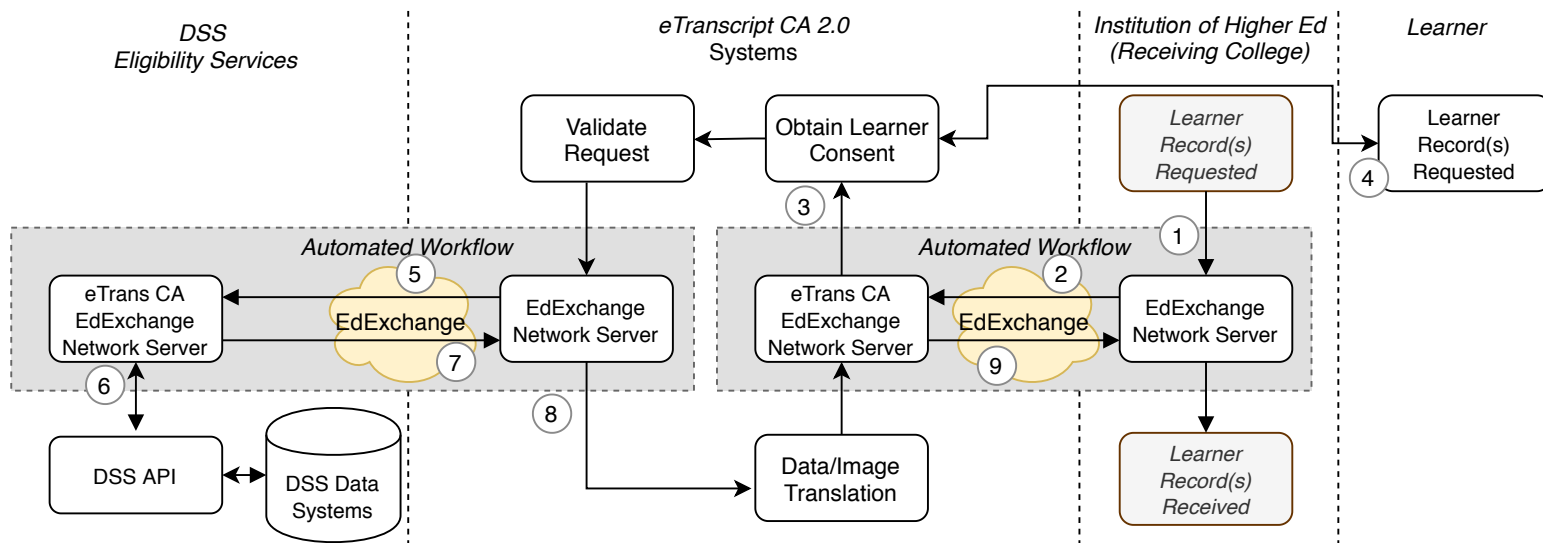 DSS
Eligibility Services
eTranscript CA 2.0
Systems
Institution of Higher Ed
(Receiving College)
Learner
Validate
Request
Obtain Learner
Consent
Learner
Record(s)
Requested
Learner
Record(s)
Requested
4
3
1
Automated Workflow
Automated Workflow
5
2
eTrans CA
EdExchange
Network Server
EdExchange
EdExchange
Network Server
eTrans CA
EdExchange
Network Server
EdExchange
EdExchange
Network Server
7
9
6
8
DSS API
DSS Data
Systems
Data/Image
Translation
Learner
Record(s)
Received